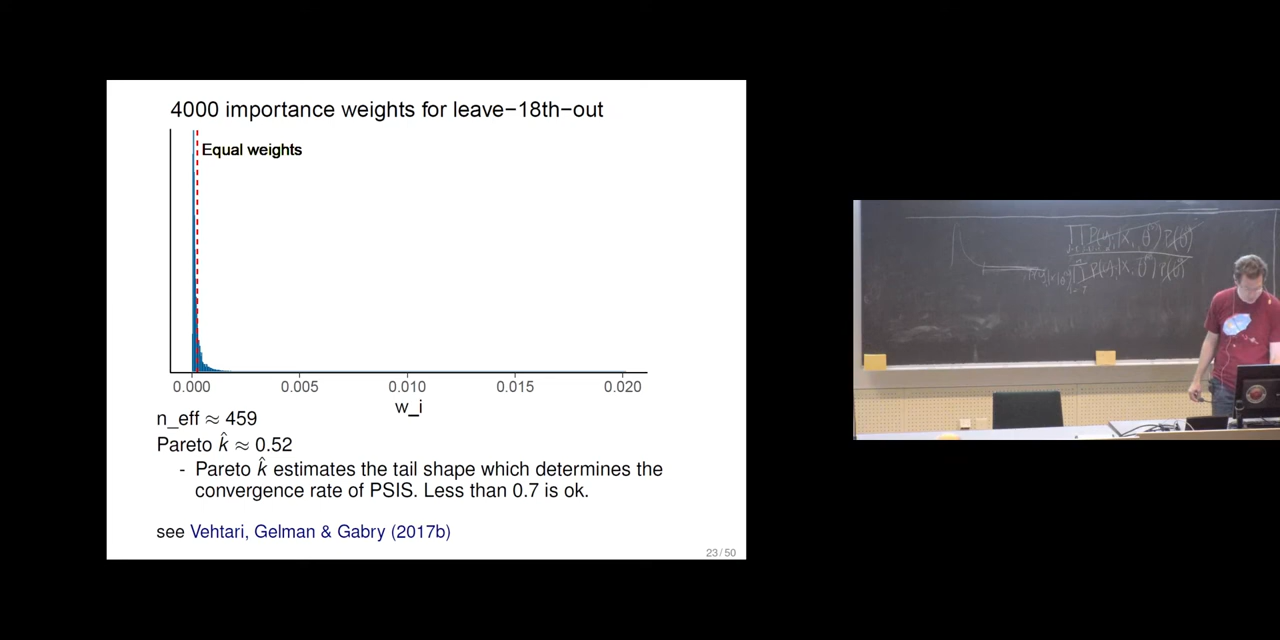 4000 importance weights for leave−18th−out
Equal weights
0.000 0.005 0.010 0.015 0.020
w_i
n_eff ≈ 459
Pareto k̂ ≈ 0.52
- Pareto k̂ estimates the tail shape which determines the
convergence rate of PSIS. Less than 0.7 is ok.
see Vehtari, Gelman & Gabry (2017b)
23 / 50